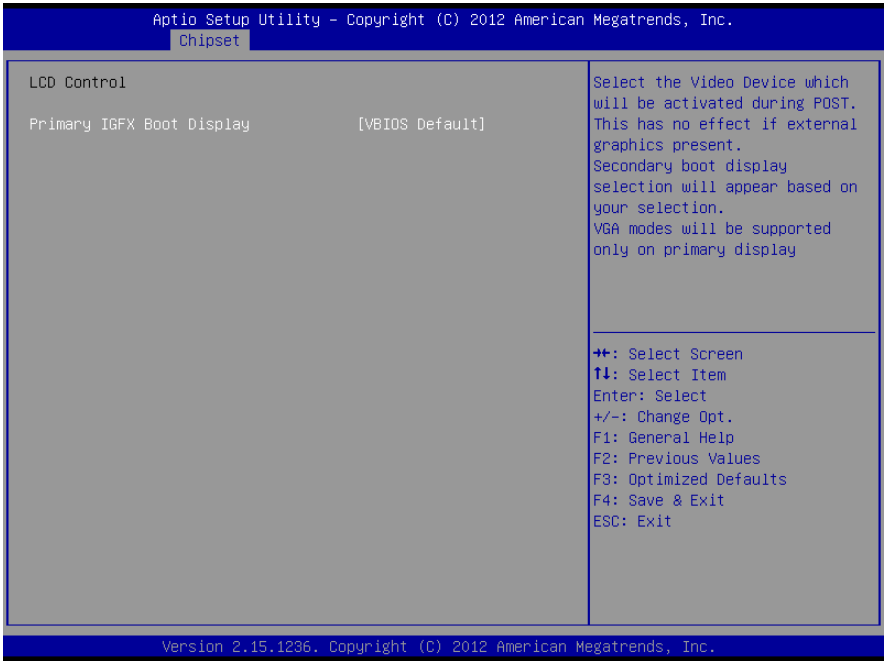 Aptio Setup Utility – Copyright (C) 2012 American Megatrends, Inc.
Chipset
LCD Control
Primary IGFX Boot Display [VBIOS Default]
Select the Video Device which
will be activated during POST.
This has no effect if external
graphics present.
Secondary boot display
selection will appear based on
your selection.
VGA modes will be supported
only on primary display
→←: Select Screen
↑↓: Select Item
Enter: Select
+/-: Change Opt.
F1: General Help
F2: Previous Values
F3: Optimized Defaults
F4: Save & Exit
ESC: Exit
Version 2.15.1236. Copyright (C) 2012 American Megatrends, Inc.